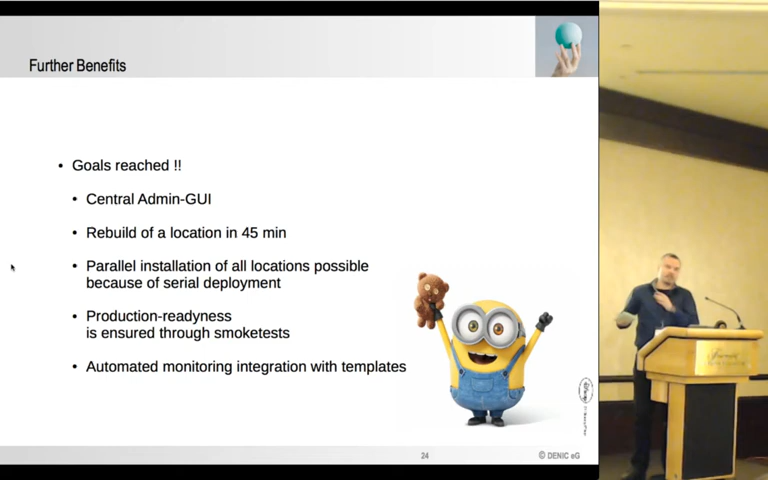 Further Benefits
• Goals reached !!
• Central Admin-GUI
• Rebuild of a location in 45 min
• Parallel installation of all locations possible
because of serial deployment
• Production-readiness
is ensured through smoketests
• Automated monitoring integration with templates
24
© DENIC eG